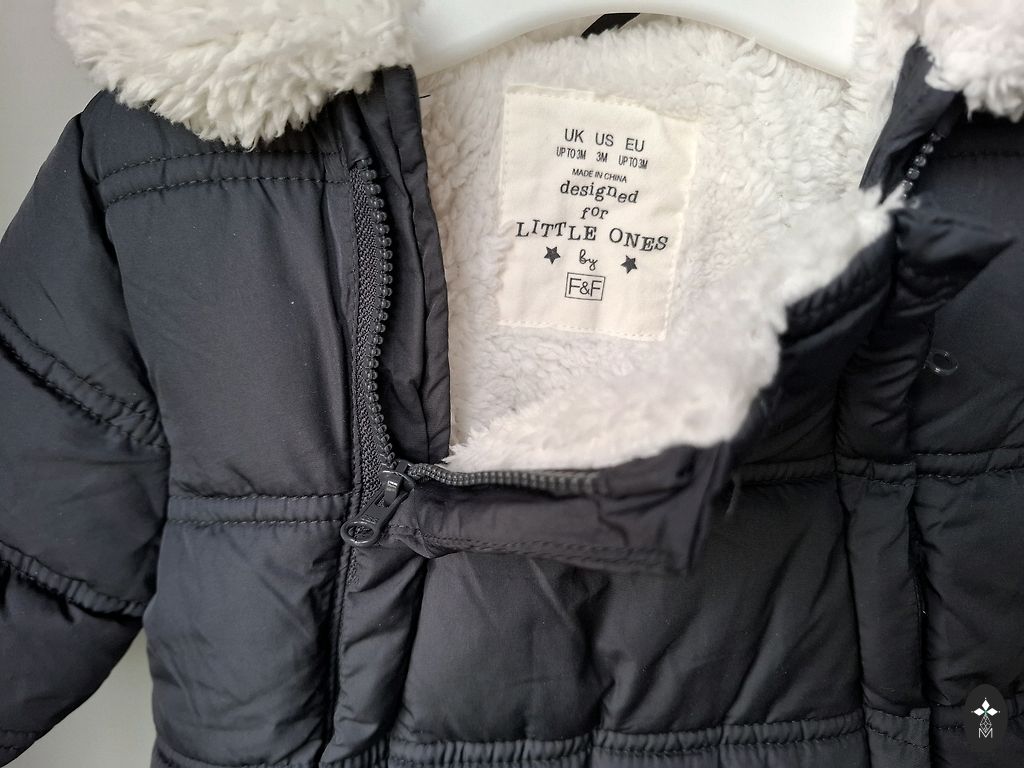 UK US EU
UP TO 3M 3M UP TO 3M
MADE IN CHINA
designed
for
LITTLE ONES
by
F&F